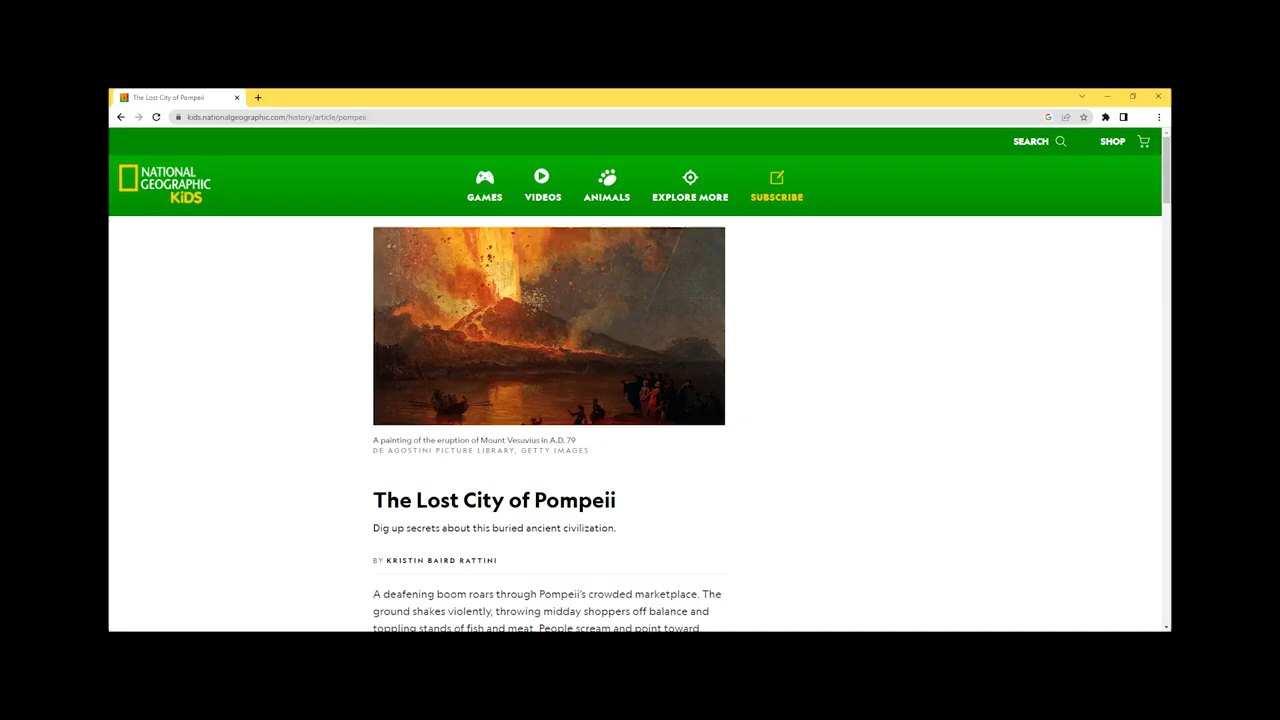 The Lost City of Pompeii
kids.nationalgeographic.com/history/article/pompeii
SEARCH SHOP
NATIONAL
GEOGRAPHIC
KiDS
GAMES VIDEOS ANIMALS EXPLORE MORE SUBSCRIBE
A painting of the eruption of Mount Vesuvius in A.D. 79
DE AGOSTINI PICTURE LIBRARY, GETTY IMAGES
The Lost City of Pompeii
Dig up secrets about this buried ancient civilization.
BY KRISTIN BAIRD RATTINI
A deafening boom roars through Pompeii's crowded marketplace. The
ground shakes violently, throwing midday shoppers off balance and
toppling stands of fish and meat. People scream and point toward